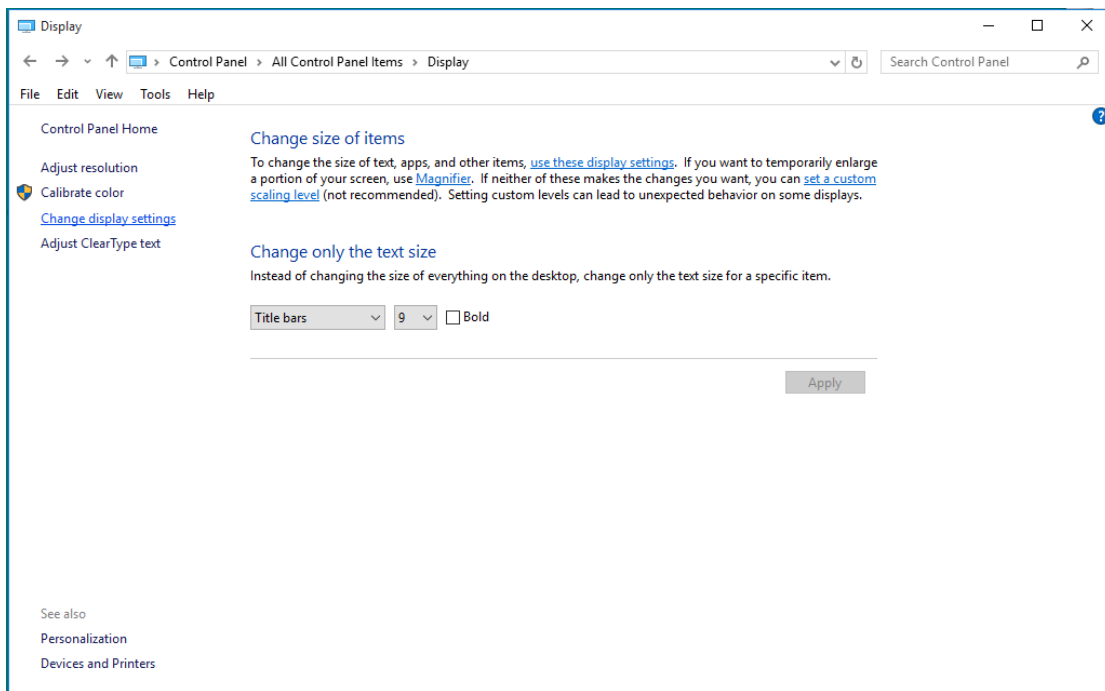 Display
Control Panel > All Control Panel Items > Display
Search Control Panel
File Edit View Tools Help
Control Panel Home
Adjust resolution
Calibrate color
Change display settings
Adjust ClearType text
Change size of items
To change the size of text, apps, and other items, use these display settings. If you want to temporarily enlarge
a portion of your screen, use Magnifier. If neither of these makes the changes you want, you can set a custom
scaling level (not recommended). Setting custom levels can lead to unexpected behavior on some displays.
Change only the text size
Instead of changing the size of everything on the desktop, change only the text size for a specific item.
Title bars 9 Bold
Apply
See also
Personalization
Devices and Printers